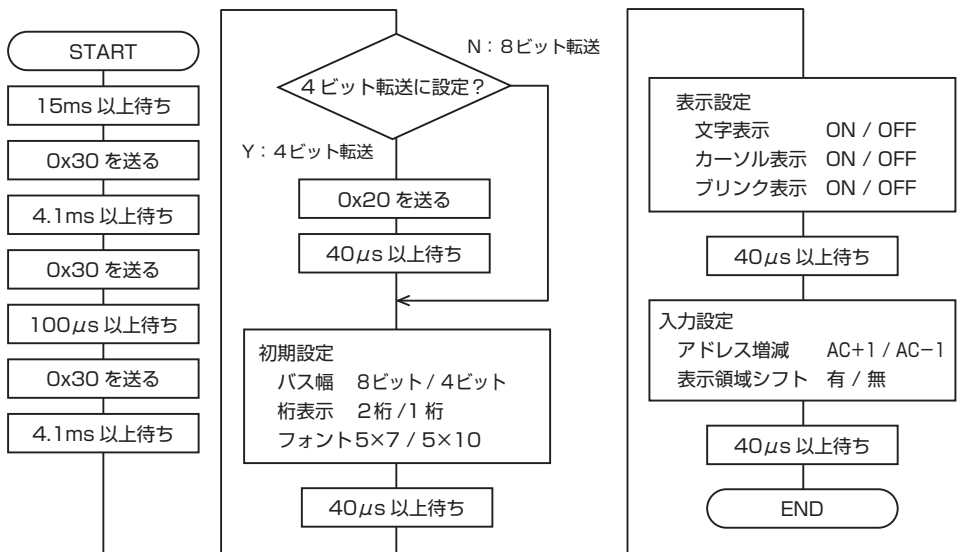 START
15ms 以上待ち
0x30 を送る
4.1ms 以上待ち
0x30 を送る
100μs 以上待ち
0x30 を送る
4.1ms 以上待ち
N：8ビット転送
4 ビット転送に設定？
Y：4ビット転送
0x20 を送る
40μs 以上待ち
初期設定
バス幅 8ビット / 4ビット
桁表示 2桁 /1 桁
フォント5×7 / 5×10
40μs 以上待ち
表示設定
文字表示 ON / OFF
カーソル表示 ON / OFF
ブリンク表示 ON / OFF
40μs 以上待ち
入力設定
アドレス増減 AC+1 / AC−1
表示領域シフト 有 / 無
40μs 以上待ち
END